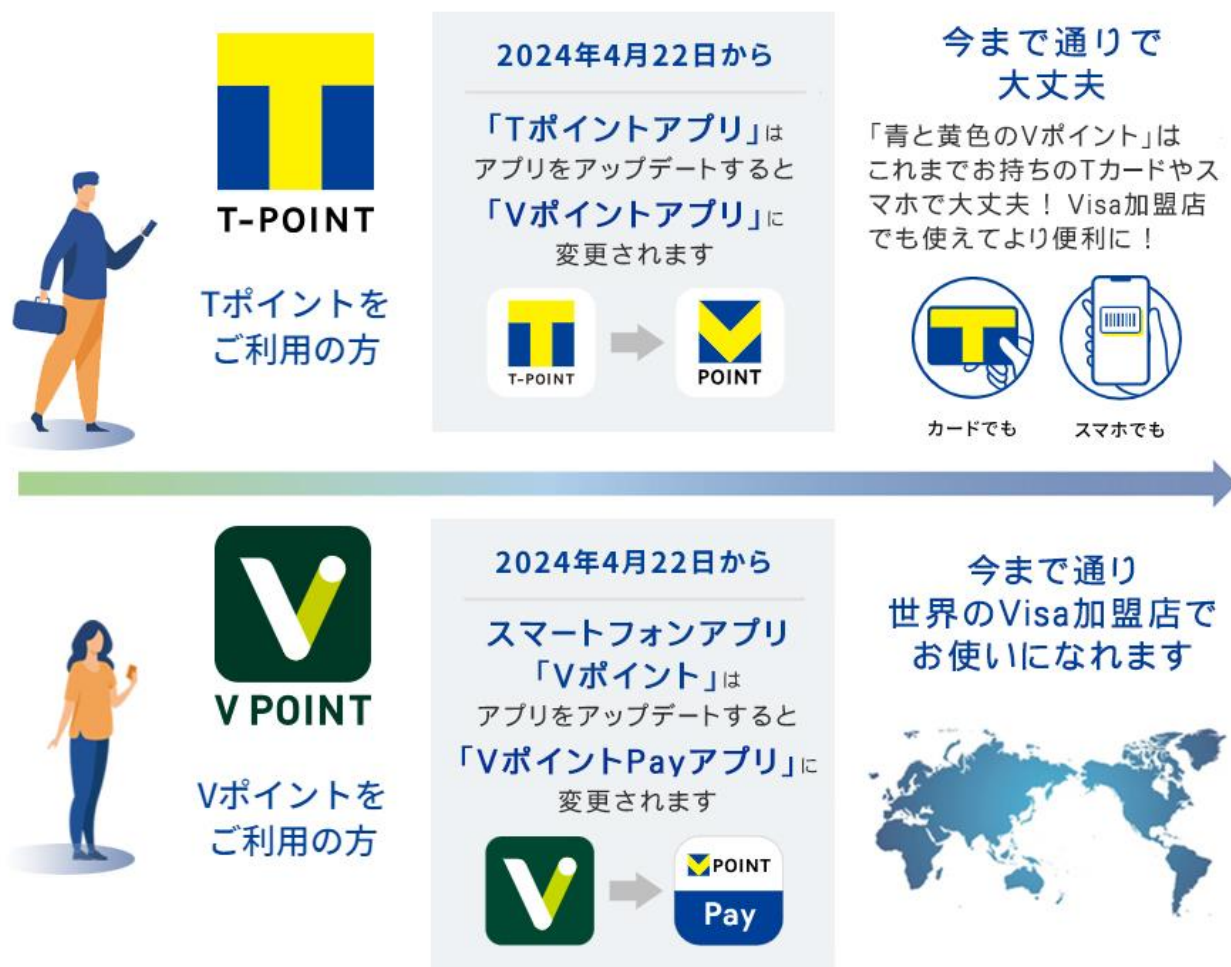 T-POINT
Tポイントを
ご利用の方
2024年4月22日から
「Tポイントアプリ」は
アプリをアップデートすると
「Vポイントアプリ」に
変更されます
T-POINT
POINT
今まで通りで
大丈夫
「青と黄色のVポイント」は
これまでお持ちのTカードやス
マホで大丈夫！ Visa加盟店
でも使えてより便利に！
カードでも
スマホでも
V POINT
Vポイントを
ご利用の方
2024年4月22日から
スマートフォンアプリ
「Vポイント」は
アプリをアップデートすると
「VポイントPayアプリ」に
変更されます
POINT
Pay
今まで通り
世界のVisa加盟店で
お使いになれます